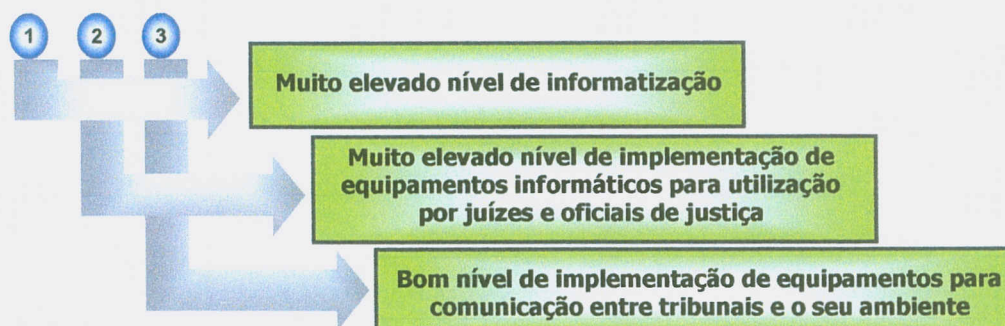 1 2 3
Muito elevado nível de informatização
Muito elevado nível de implementação de
equipamentos informáticos para utilização
por juízes e oficiais de justiça
Bom nível de implementação de equipamentos para
comunicação entre tribunais e o seu ambiente